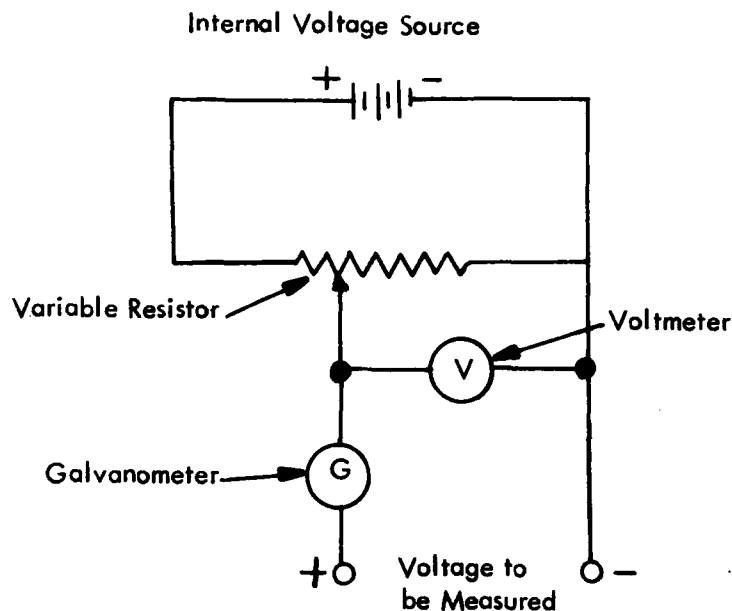 Internal Voltage Source
+ -
Variable Resistor
Voltmeter
V
Galvanometer
G
+ Voltage to -
be Measured